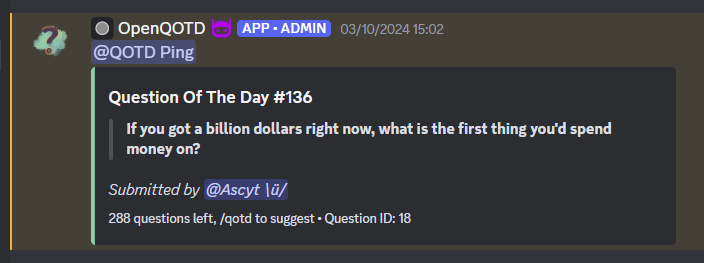 OpenQOTD APP • ADMIN 03/10/2024 15:02
@QOTD Ping
Question Of The Day #136
If you got a billion dollars right now, what is the first thing you'd spend
money on?
Submitted by @Ascyt \ü/
288 questions left, /qotd to suggest • Question ID: 18